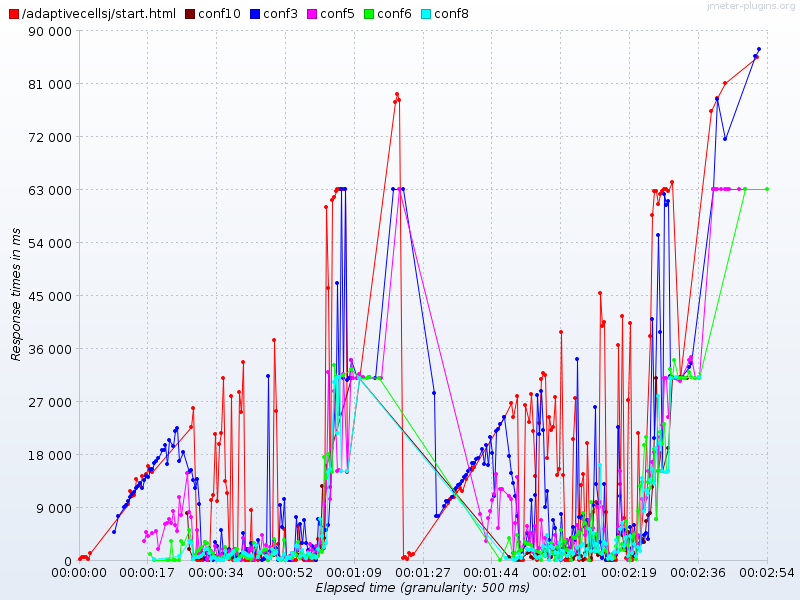 jmeter-plugins.org
/adaptivecellsj/start.html conf10 conf3 conf5 conf6 conf8
90 000
81 000
72 000
63 000
54 000
45 000
36 000
27 000
18 000
9 000
0
Response times in ms
00:00:00 00:00:17 00:00:34 00:00:52 00:01:09 00:01:27 00:01:44 00:02:01 00:02:19 00:02:36 00:02:54
Elapsed time (granularity: 500 ms)